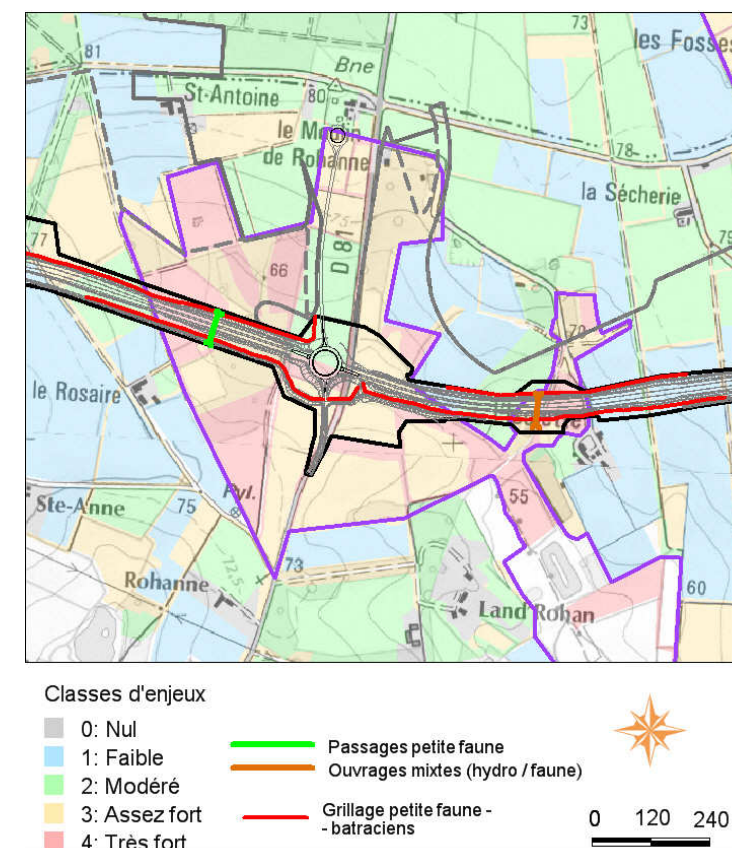 73
les Fosses
81
Bne
St-Antoine
80
le Moulin
de Rohanne
78
la Sécherie
75
D 81
77
66
79
70
le Rosaire
Ste-Anne
75
Pyl.
55
72,5
73
Rohanne
60
Land Rohan
Classes d'enjeux
0: Nul
1: Faible
2: Modéré
3: Assez fort
4: Très fort
Passages petite faune
Ouvrages mixtes (hydro / faune)
Grillage petite faune -
- batraciens
0 120 240